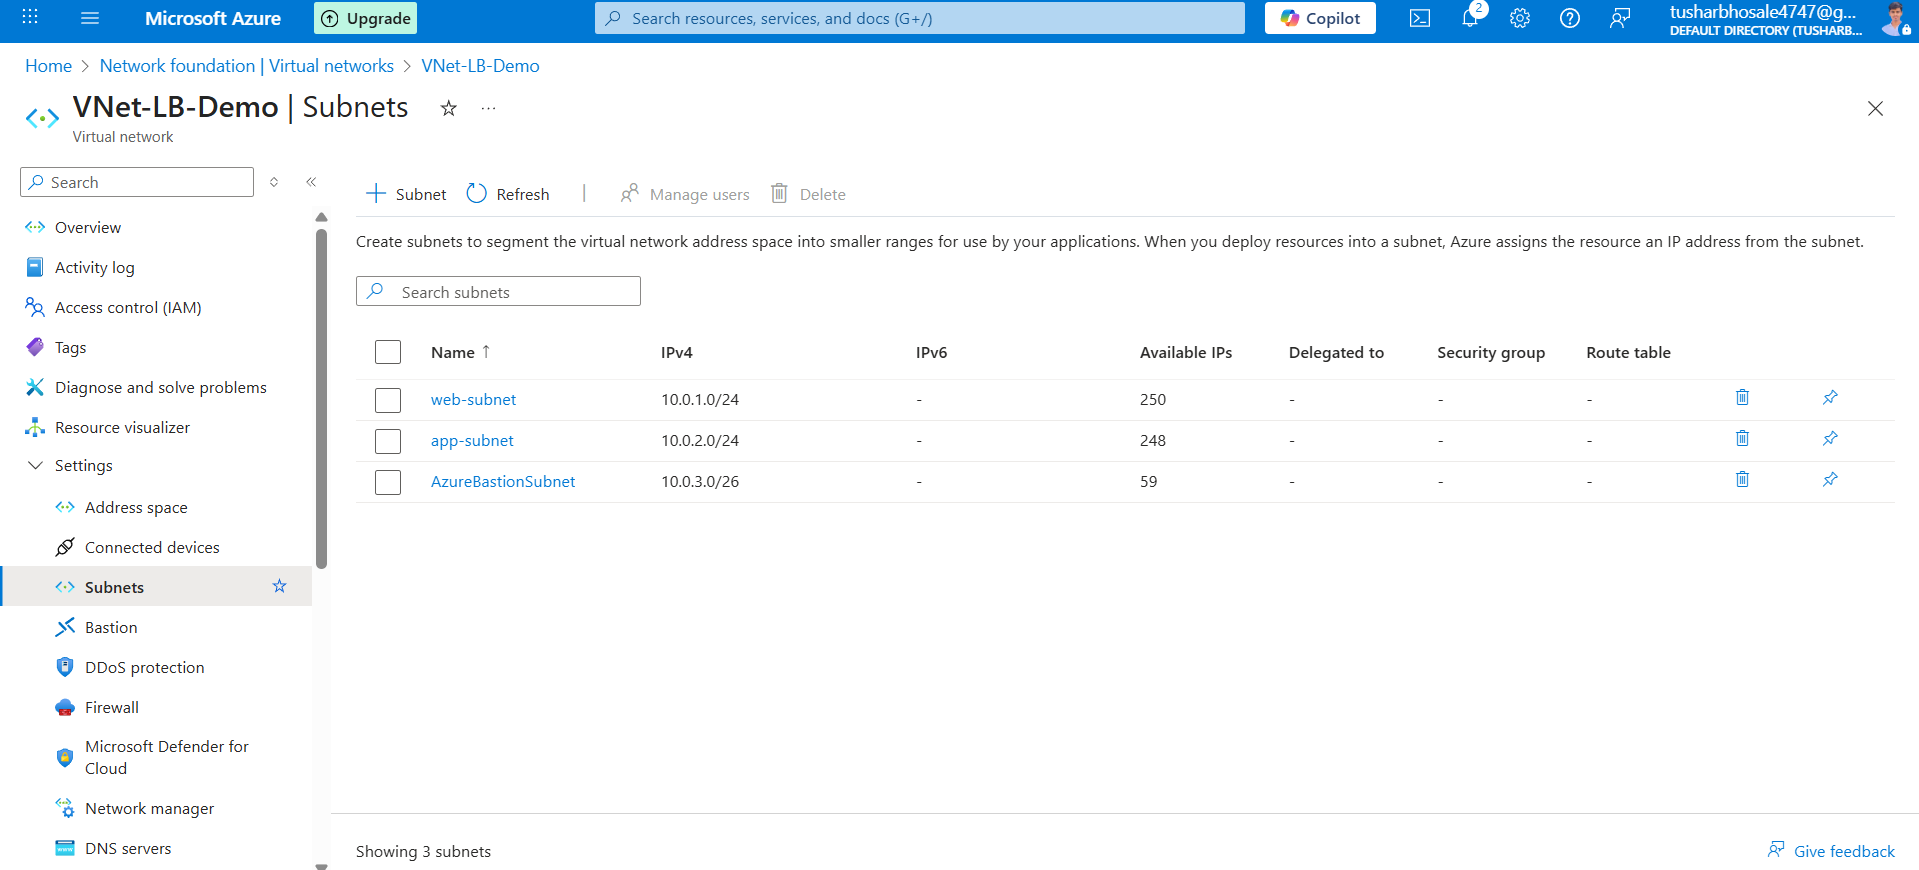 Microsoft Azure
Upgrade
Search resources, services, and docs (G+/)
Copilot
2
tusharbhosale4747@g...
DEFAULT DIRECTORY (TUSHARB...
Home > Network foundation | Virtual networks > VNet-LB-Demo
VNet-LB-Demo | Subnets
Virtual network
Search
Overview
Activity log
Access control (IAM)
Tags
Diagnose and solve problems
Resource visualizer
Settings
Address space
Connected devices
Subnets
Bastion
DDoS protection
Firewall
Microsoft Defender for
Cloud
Network manager
DNS servers
Subnet Refresh | Manage users Delete
Create subnets to segment the virtual network address space into smaller ranges for use by your applications. When you deploy resources into a subnet, Azure assigns the resource an IP address from the subnet.
Search subnets
Name ↑ IPv4 IPv6 Available IPs Delegated to Security group Route table
web-subnet 10.0.1.0/24 - 250 - - -
app-subnet 10.0.2.0/24 - 248 - - -
AzureBastionSubnet 10.0.3.0/26 - 59 - - -
Showing 3 subnets
Give feedback